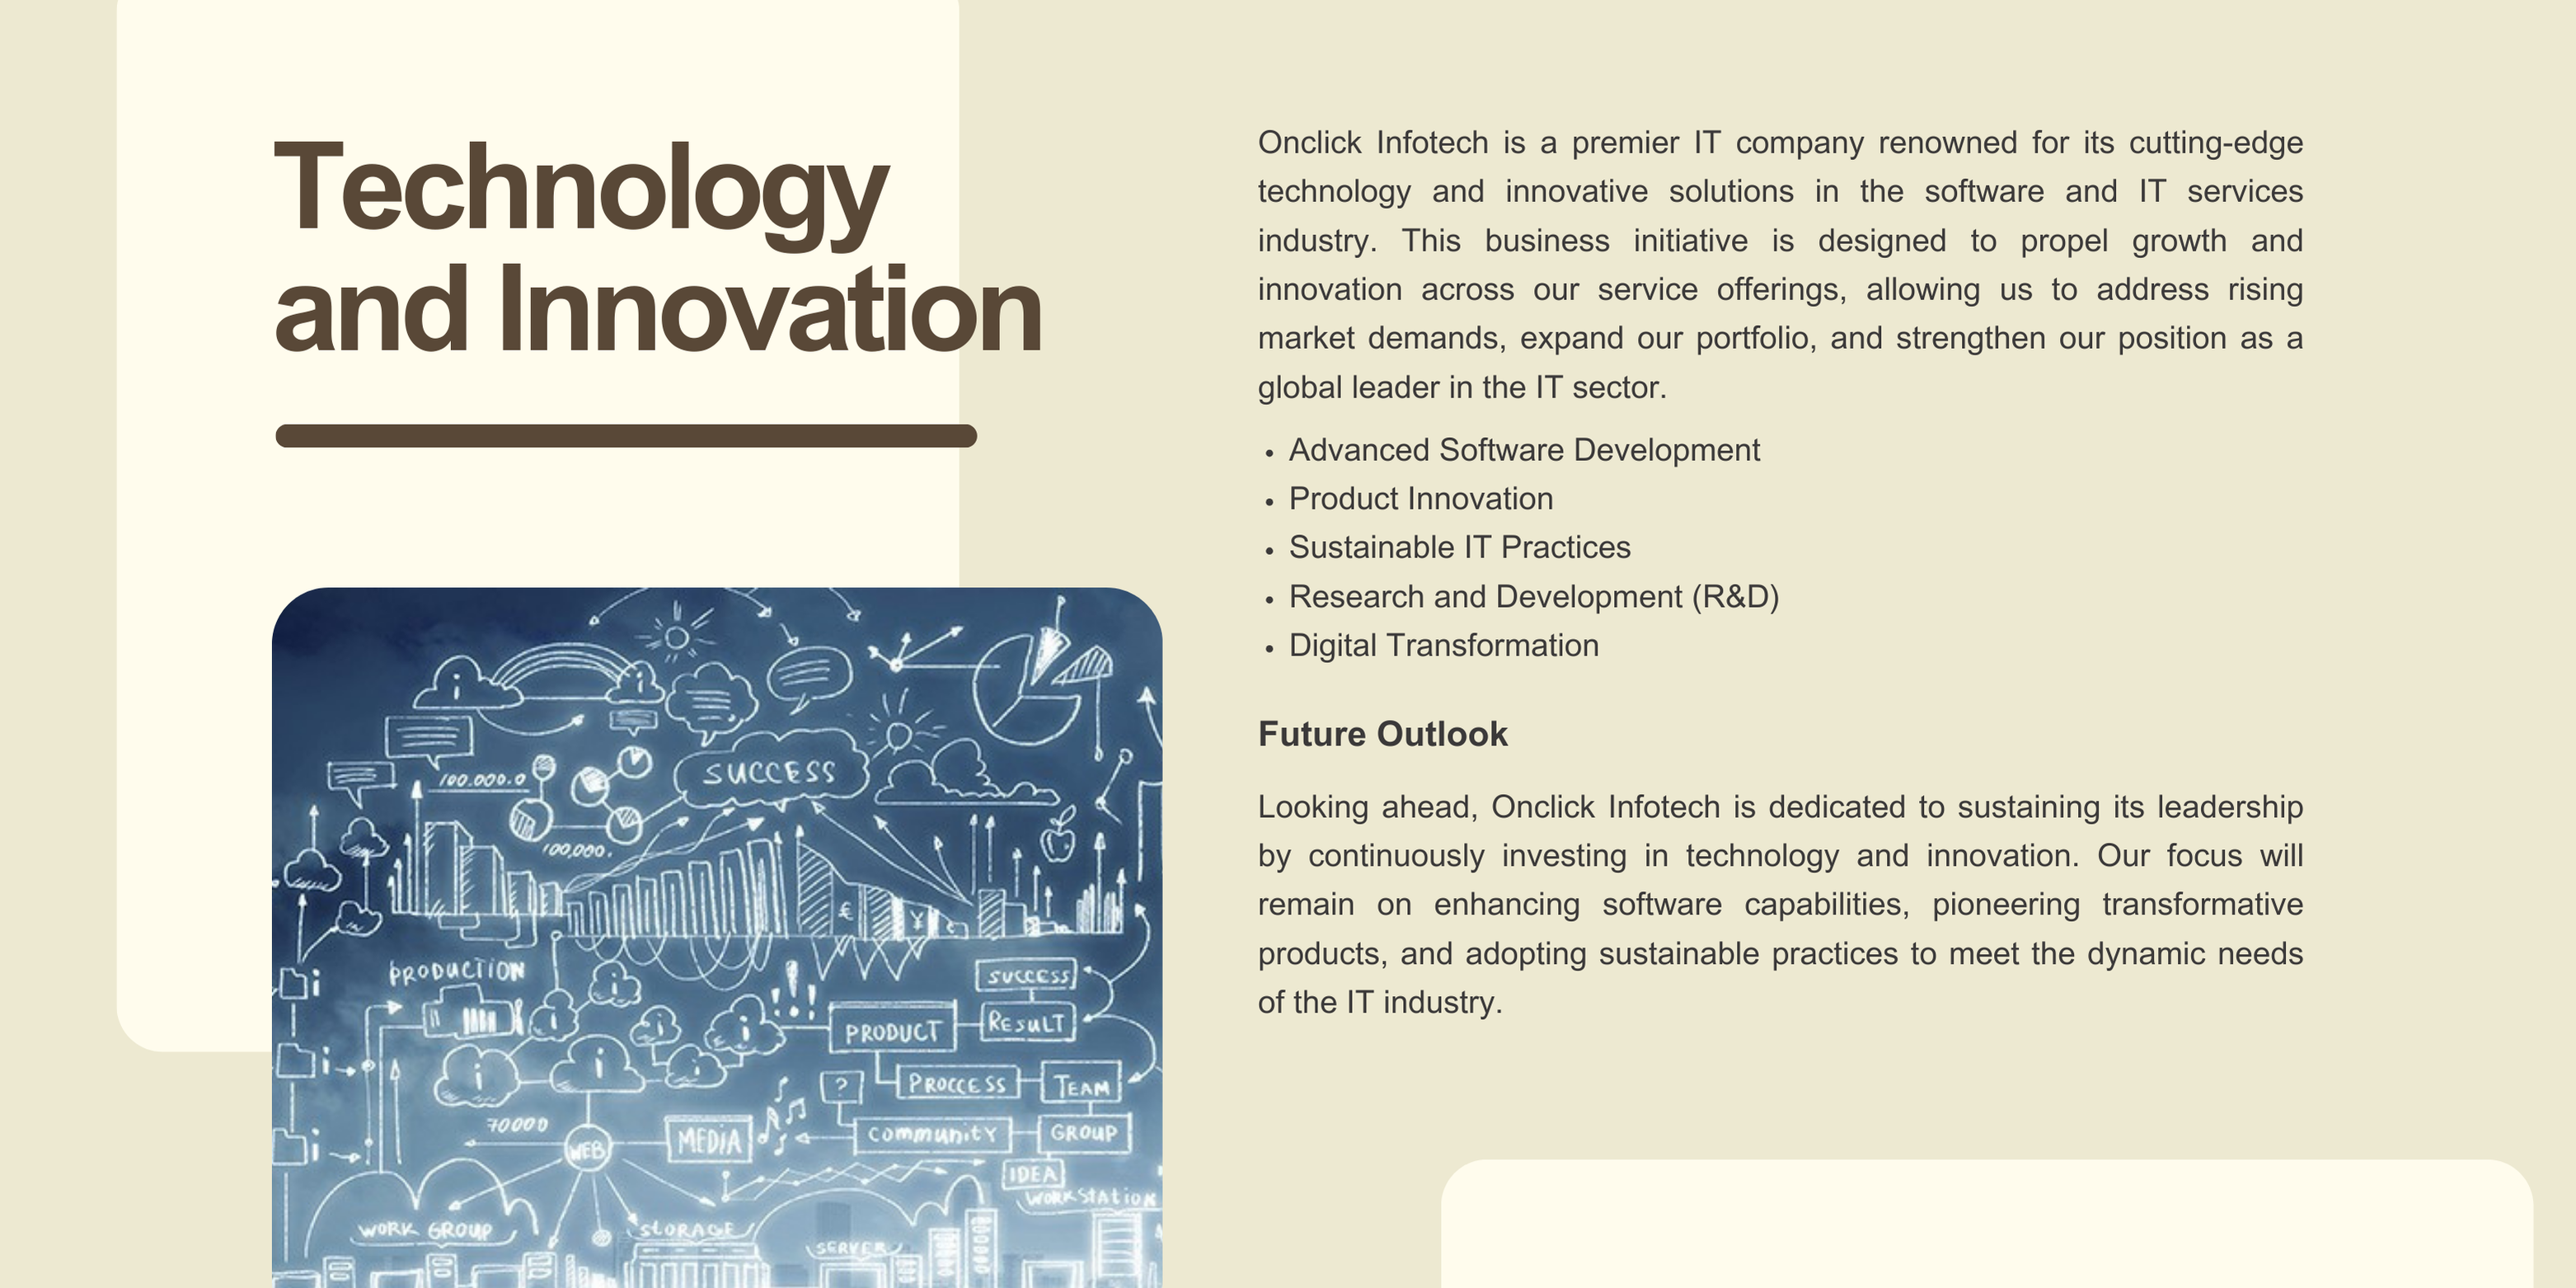 Technology
and Innovation
Onclick Infotech is a premier IT company renowned for its cutting-edge
technology and innovative solutions in the software and IT services
industry. This business initiative is designed to propel growth and
innovation across our service offerings, allowing us to address rising
market demands, expand our portfolio, and strengthen our position as a
global leader in the IT sector.
• Advanced Software Development
• Product Innovation
• Sustainable IT Practices
• Research and Development (R&D)
• Digital Transformation
Future Outlook
Looking ahead, Onclick Infotech is dedicated to sustaining its leadership
by continuously investing in technology and innovation. Our focus will
remain on enhancing software capabilities, pioneering transformative
products, and adopting sustainable practices to meet the dynamic needs
of the IT industry.
i i
SUCCESS
100.000.0
100,000.
€ ¥
PRODUCTION
SUCCESS
i
i i i !!!
PRODUCT RESULT
i i i i
? PROCCESS TEAM
70000
i WEB MEDIA COMMUNITY GROUP
IDEA
WORKSTATION
WORK GROUP STORAGE
SERVER